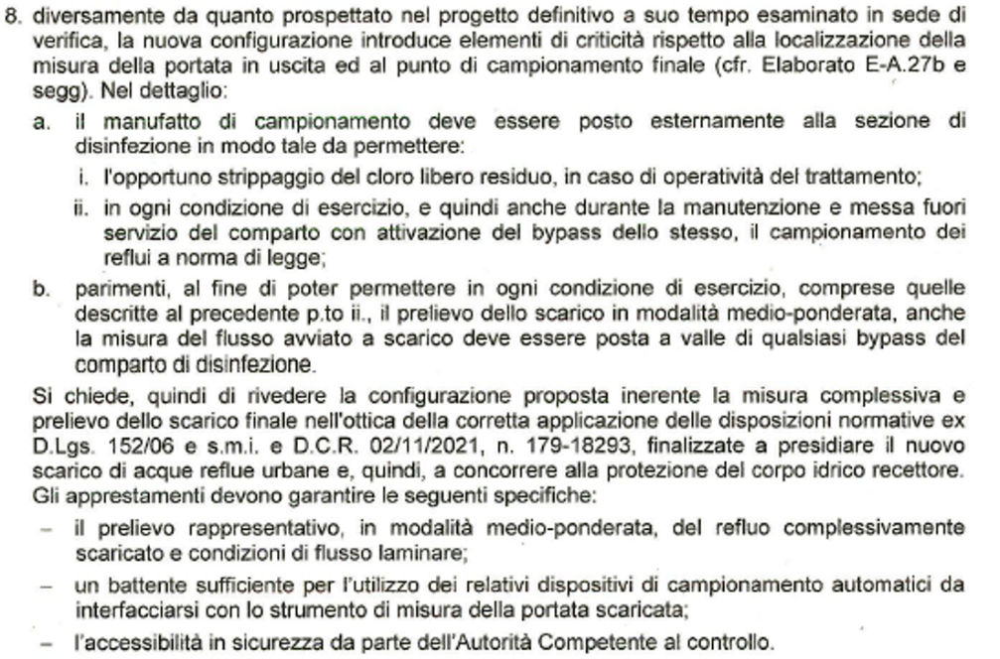 8. diversamente da quanto prospettato nel progetto definitivo a suo tempo esaminato in sede di
verifica, la nuova configurazione introduce elementi di criticità rispetto alla localizzazione della
misura della portata in uscita ed al punto di campionamento finale (cfr. Elaborato E-A.27b e
segg). Nel dettaglio:
a. il manufatto di campionamento deve essere posto esternamente alla sezione di
disinfezione in modo tale da permettere:
i. l'opportuno strippaggio del cloro libero residuo, in caso di operatività del trattamento;
ii. in ogni condizione di esercizio, e quindi anche durante la manutenzione e messa fuori
servizio del comparto con attivazione del bypass dello stesso, il campionamento dei
reflui a norma di legge;
b. parimenti, al fine di poter permettere in ogni condizione di esercizio, comprese quelle
descritte al precedente p.to ii., il prelievo dello scarico in modalità medio-ponderata, anche
la misura del flusso avviato a scarico deve essere posta a valle di qualsiasi bypass del
comparto di disinfezione.
Si chiede, quindi di rivedere la configurazione proposta inerente la misura complessiva e
prelievo dello scarico finale nell'ottica della corretta applicazione delle disposizioni normative ex
D.Lgs. 152/06 e s.m.i. e D.C.R. 02/11/2021, n. 179-18293, finalizzate a presidiare il nuovo
scarico di acque reflue urbane e, quindi, a concorrere alla protezione del corpo idrico recettore.
Gli apprestamenti devono garantire le seguenti specifiche:
– il prelievo rappresentativo, in modalità medio-ponderata, del refluo complessivamente
scaricato e condizioni di flusso laminare;
– un battente sufficiente per l'utilizzo dei relativi dispositivi di campionamento automatici da
interfacciarsi con lo strumento di misura della portata scaricata;
– l'accessibilità in sicurezza da parte dell'Autorità Competente al controllo.